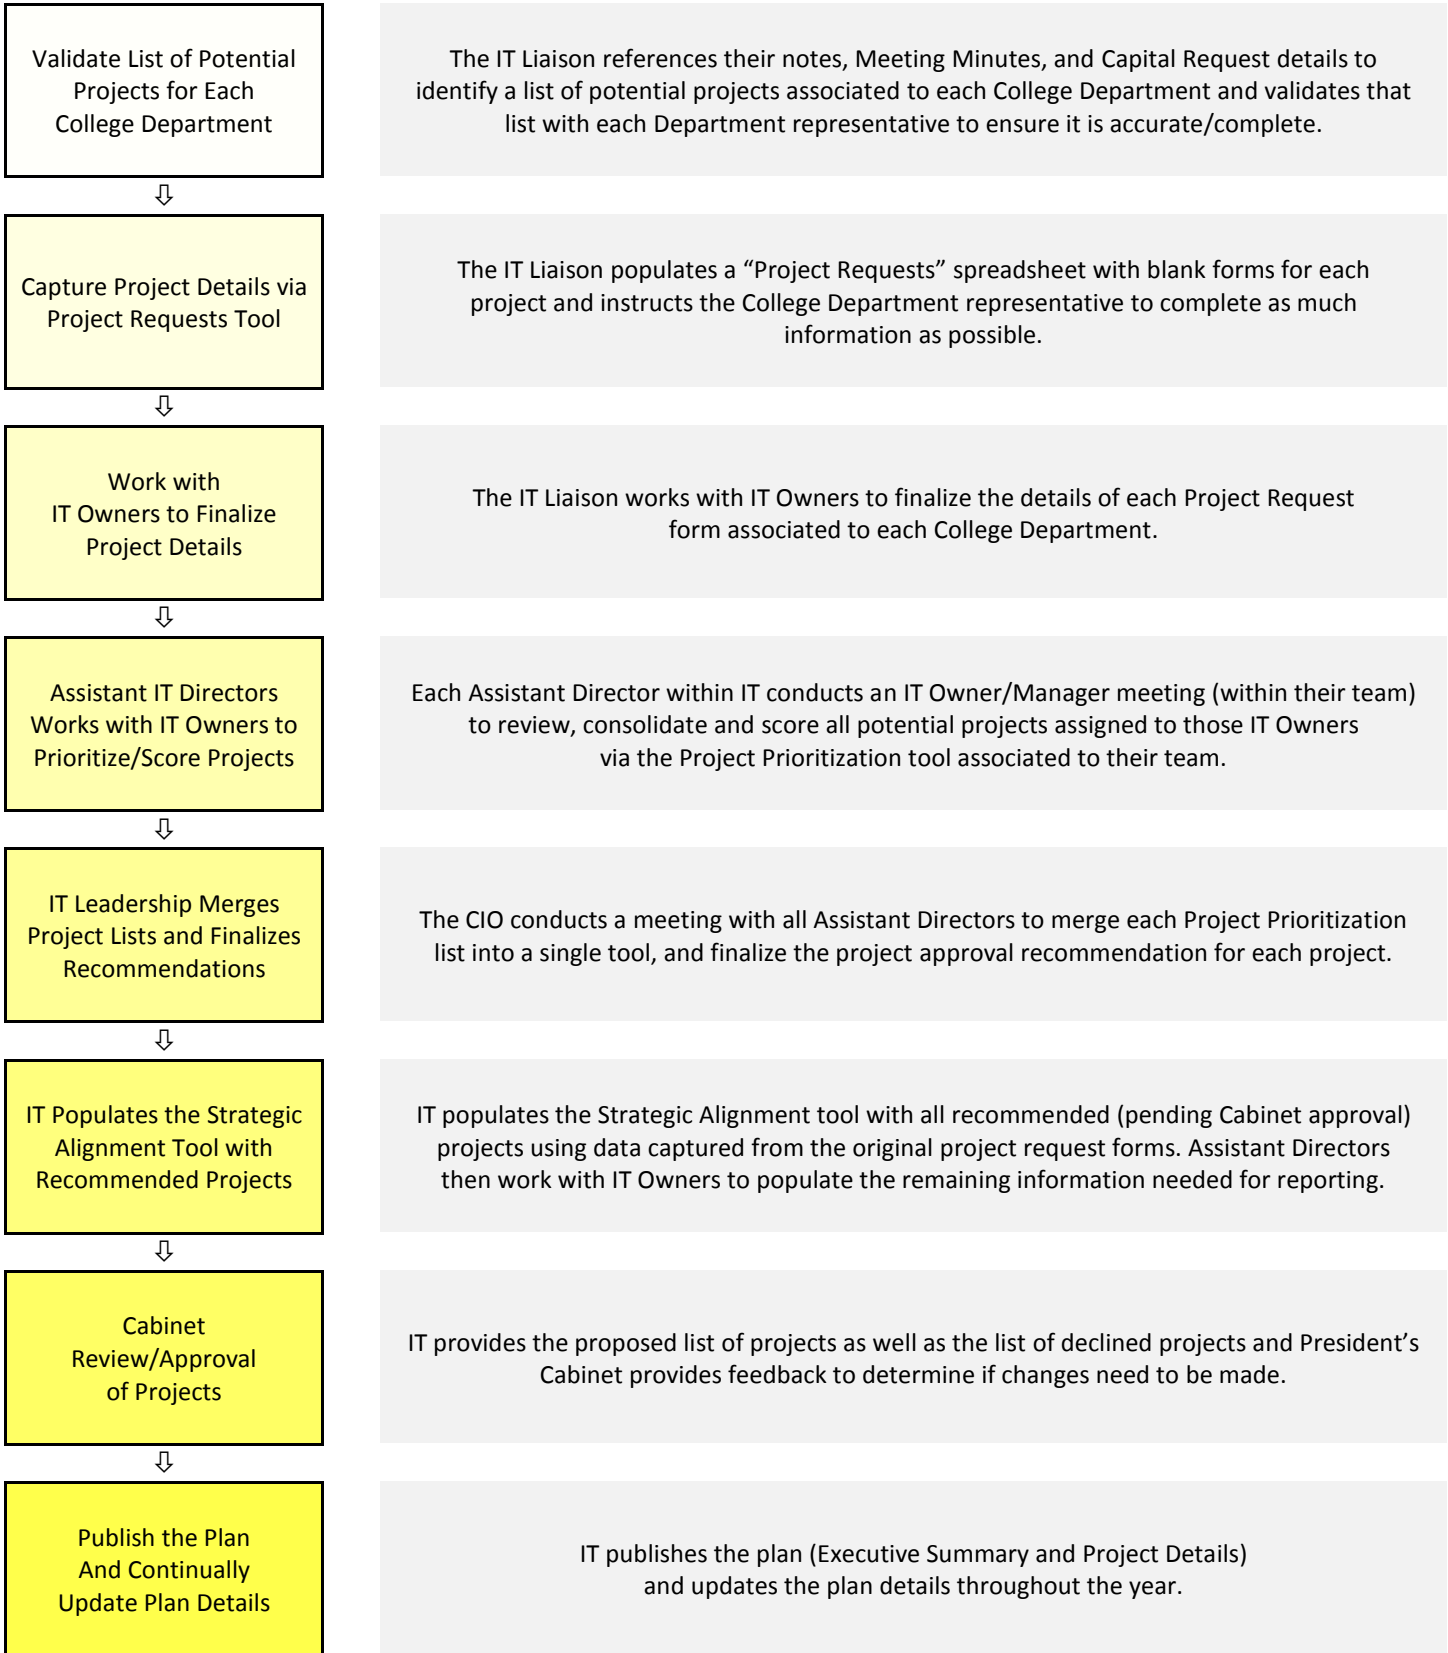 Validate List of Potential
Projects for Each
College Department
The IT Liaison references their notes, Meeting Minutes, and Capital Request details to
identify a list of potential projects associated to each College Department and validates that
list with each Department representative to ensure it is accurate/complete.
⇩
Capture Project Details via
Project Requests Tool
The IT Liaison populates a “Project Requests” spreadsheet with blank forms for each
project and instructs the College Department representative to complete as much
information as possible.
⇩
Work with
IT Owners to Finalize
Project Details
The IT Liaison works with IT Owners to finalize the details of each Project Request
form associated to each College Department.
⇩
Assistant IT Directors
Works with IT Owners to
Prioritize/Score Projects
Each Assistant Director within IT conducts an IT Owner/Manager meeting (within their team)
to review, consolidate and score all potential projects assigned to those IT Owners
via the Project Prioritization tool associated to their team.
⇩
IT Leadership Merges
Project Lists and Finalizes
Recommendations
The CIO conducts a meeting with all Assistant Directors to merge each Project Prioritization
list into a single tool, and finalize the project approval recommendation for each project.
⇩
IT Populates the Strategic
Alignment Tool with
Recommended Projects
IT populates the Strategic Alignment tool with all recommended (pending Cabinet approval)
projects using data captured from the original project request forms. Assistant Directors
then work with IT Owners to populate the remaining information needed for reporting.
⇩
Cabinet
Review/Approval
of Projects
IT provides the proposed list of projects as well as the list of declined projects and President’s
Cabinet provides feedback to determine if changes need to be made.
⇩
Publish the Plan
And Continually
Update Plan Details
IT publishes the plan (Executive Summary and Project Details)
and updates the plan details throughout the year.